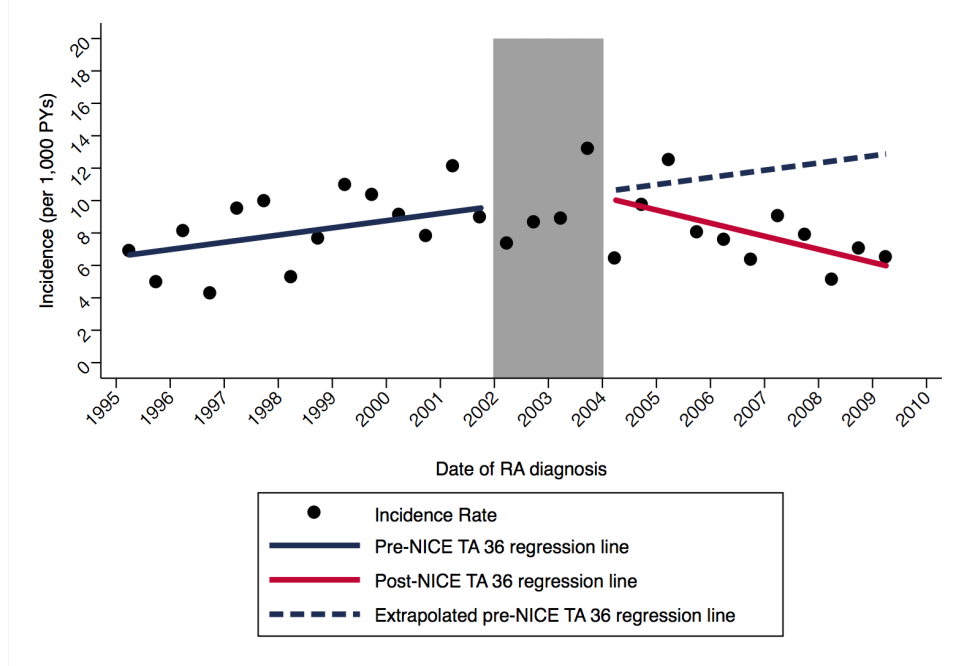 Incidence (per 1,000 PYs)
20
18
16
14
12
10
8
6
4
2
0
1995 1996 1997 1998 1999 2000 2001 2002 2003 2004 2005 2006 2007 2008 2009 2010
Date of RA diagnosis
Incidence Rate
Pre-NICE TA 36 regression line
Post-NICE TA 36 regression line
Extrapolated pre-NICE TA 36 regression line